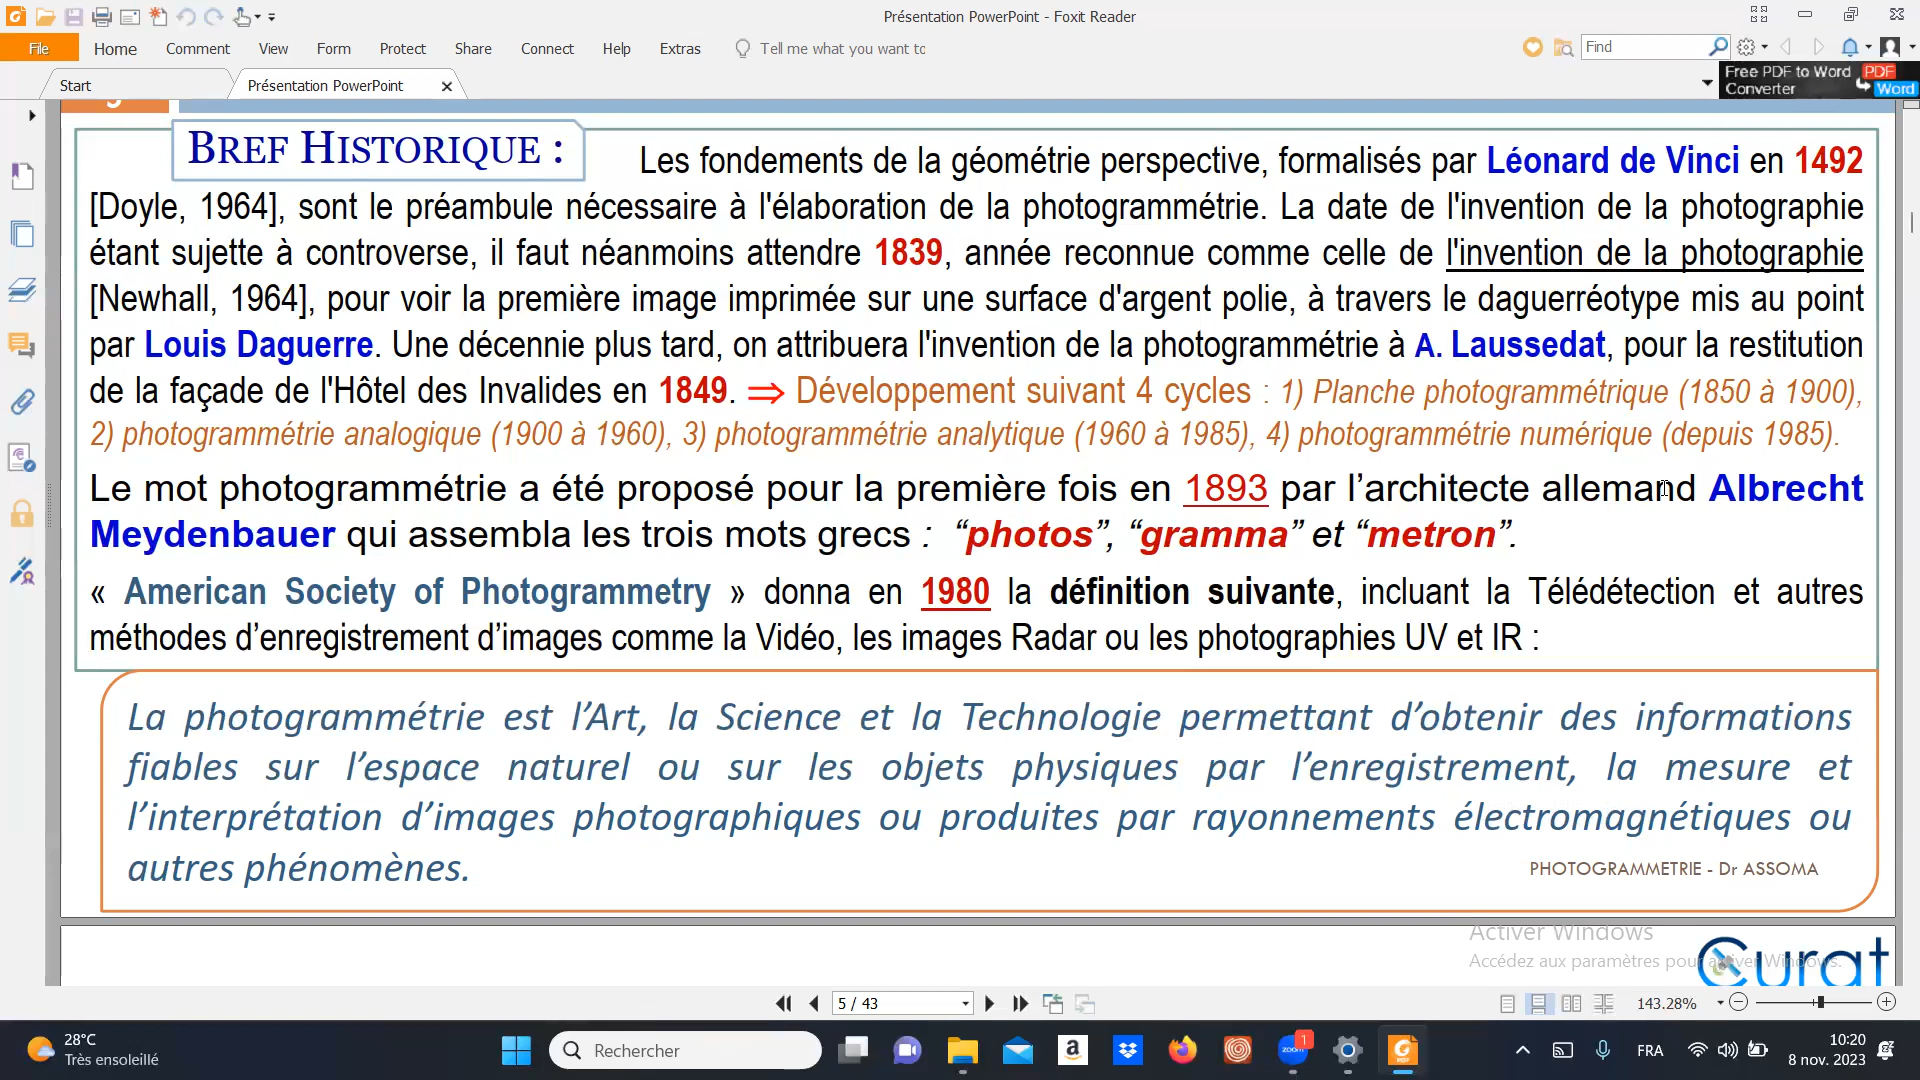 Présentation PowerPoint - Foxit Reader
File Home Comment View Form Protect Share Connect Help Extras Tell me what you want to Find
Start Présentation PowerPoint
Free PDF to Word Converter PDF Word
BREF HISTORIQUE :
Les fondements de la géométrie perspective, formalisés par Léonard de Vinci en 1492
[Doyle, 1964], sont le préambule nécessaire à l'élaboration de la photogrammétrie. La date de l'invention de la photographie
étant sujette à controverse, il faut néanmoins attendre 1839, année reconnue comme celle de l'invention de la photographie
[Newhall, 1964], pour voir la première image imprimée sur une surface d'argent polie, à travers le daguerréotype mis au point
par Louis Daguerre. Une décennie plus tard, on attribuera l'invention de la photogrammétrie à A. Laussedat, pour la restitution
de la façade de l'Hôtel des Invalides en 1849. ⇒ Développement suivant 4 cycles : 1) Planche photogrammétrique (1850 à 1900),
2) photogrammétrie analogique (1900 à 1960), 3) photogrammétrie analytique (1960 à 1985), 4) photogrammétrie numérique (depuis 1985).
Le mot photogrammétrie a été proposé pour la première fois en 1893 par l’architecte allemand Albrecht
Meydenbauer qui assembla les trois mots grecs : “photos”, “gramma” et “metron”.
« American Society of Photogrammetry » donna en 1980 la définition suivante, incluant la Télédétection et autres
méthodes d’enregistrement d’images comme la Vidéo, les images Radar ou les photographies UV et IR :
La photogrammétrie est l’Art, la Science et la Technologie permettant d’obtenir des informations
fiables sur l’espace naturel ou sur les objets physiques par l’enregistrement, la mesure et
l’interprétation d’images photographiques ou produites par rayonnements électromagnétiques ou
autres phénomènes.
PHOTOGRAMMETRIE - Dr ASSOMA
Activer Windows
Accédez aux paramètres pour activer Windows.
Curat
5 / 43
143.28%
28°C
Très ensoleillé
Rechercher
zoom 1
FRA
10:20
8 nov. 2023